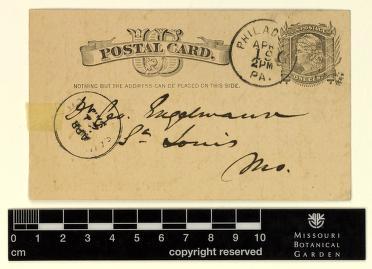 POSTAL CARD.
PHILAD
APR
2PM
PA.
POSTAGE
ONE CENT
NOTHING BUT THE ADDRESS CAN BE PLACED ON THIS SIDE.
Dr Geo. Engelmann
APR
St. Louis
Mo.
0 1 2 3 4 5 6 7 8 9 10
cm
copyright reserved
MISSOURI
BOTANICAL
GARDEN